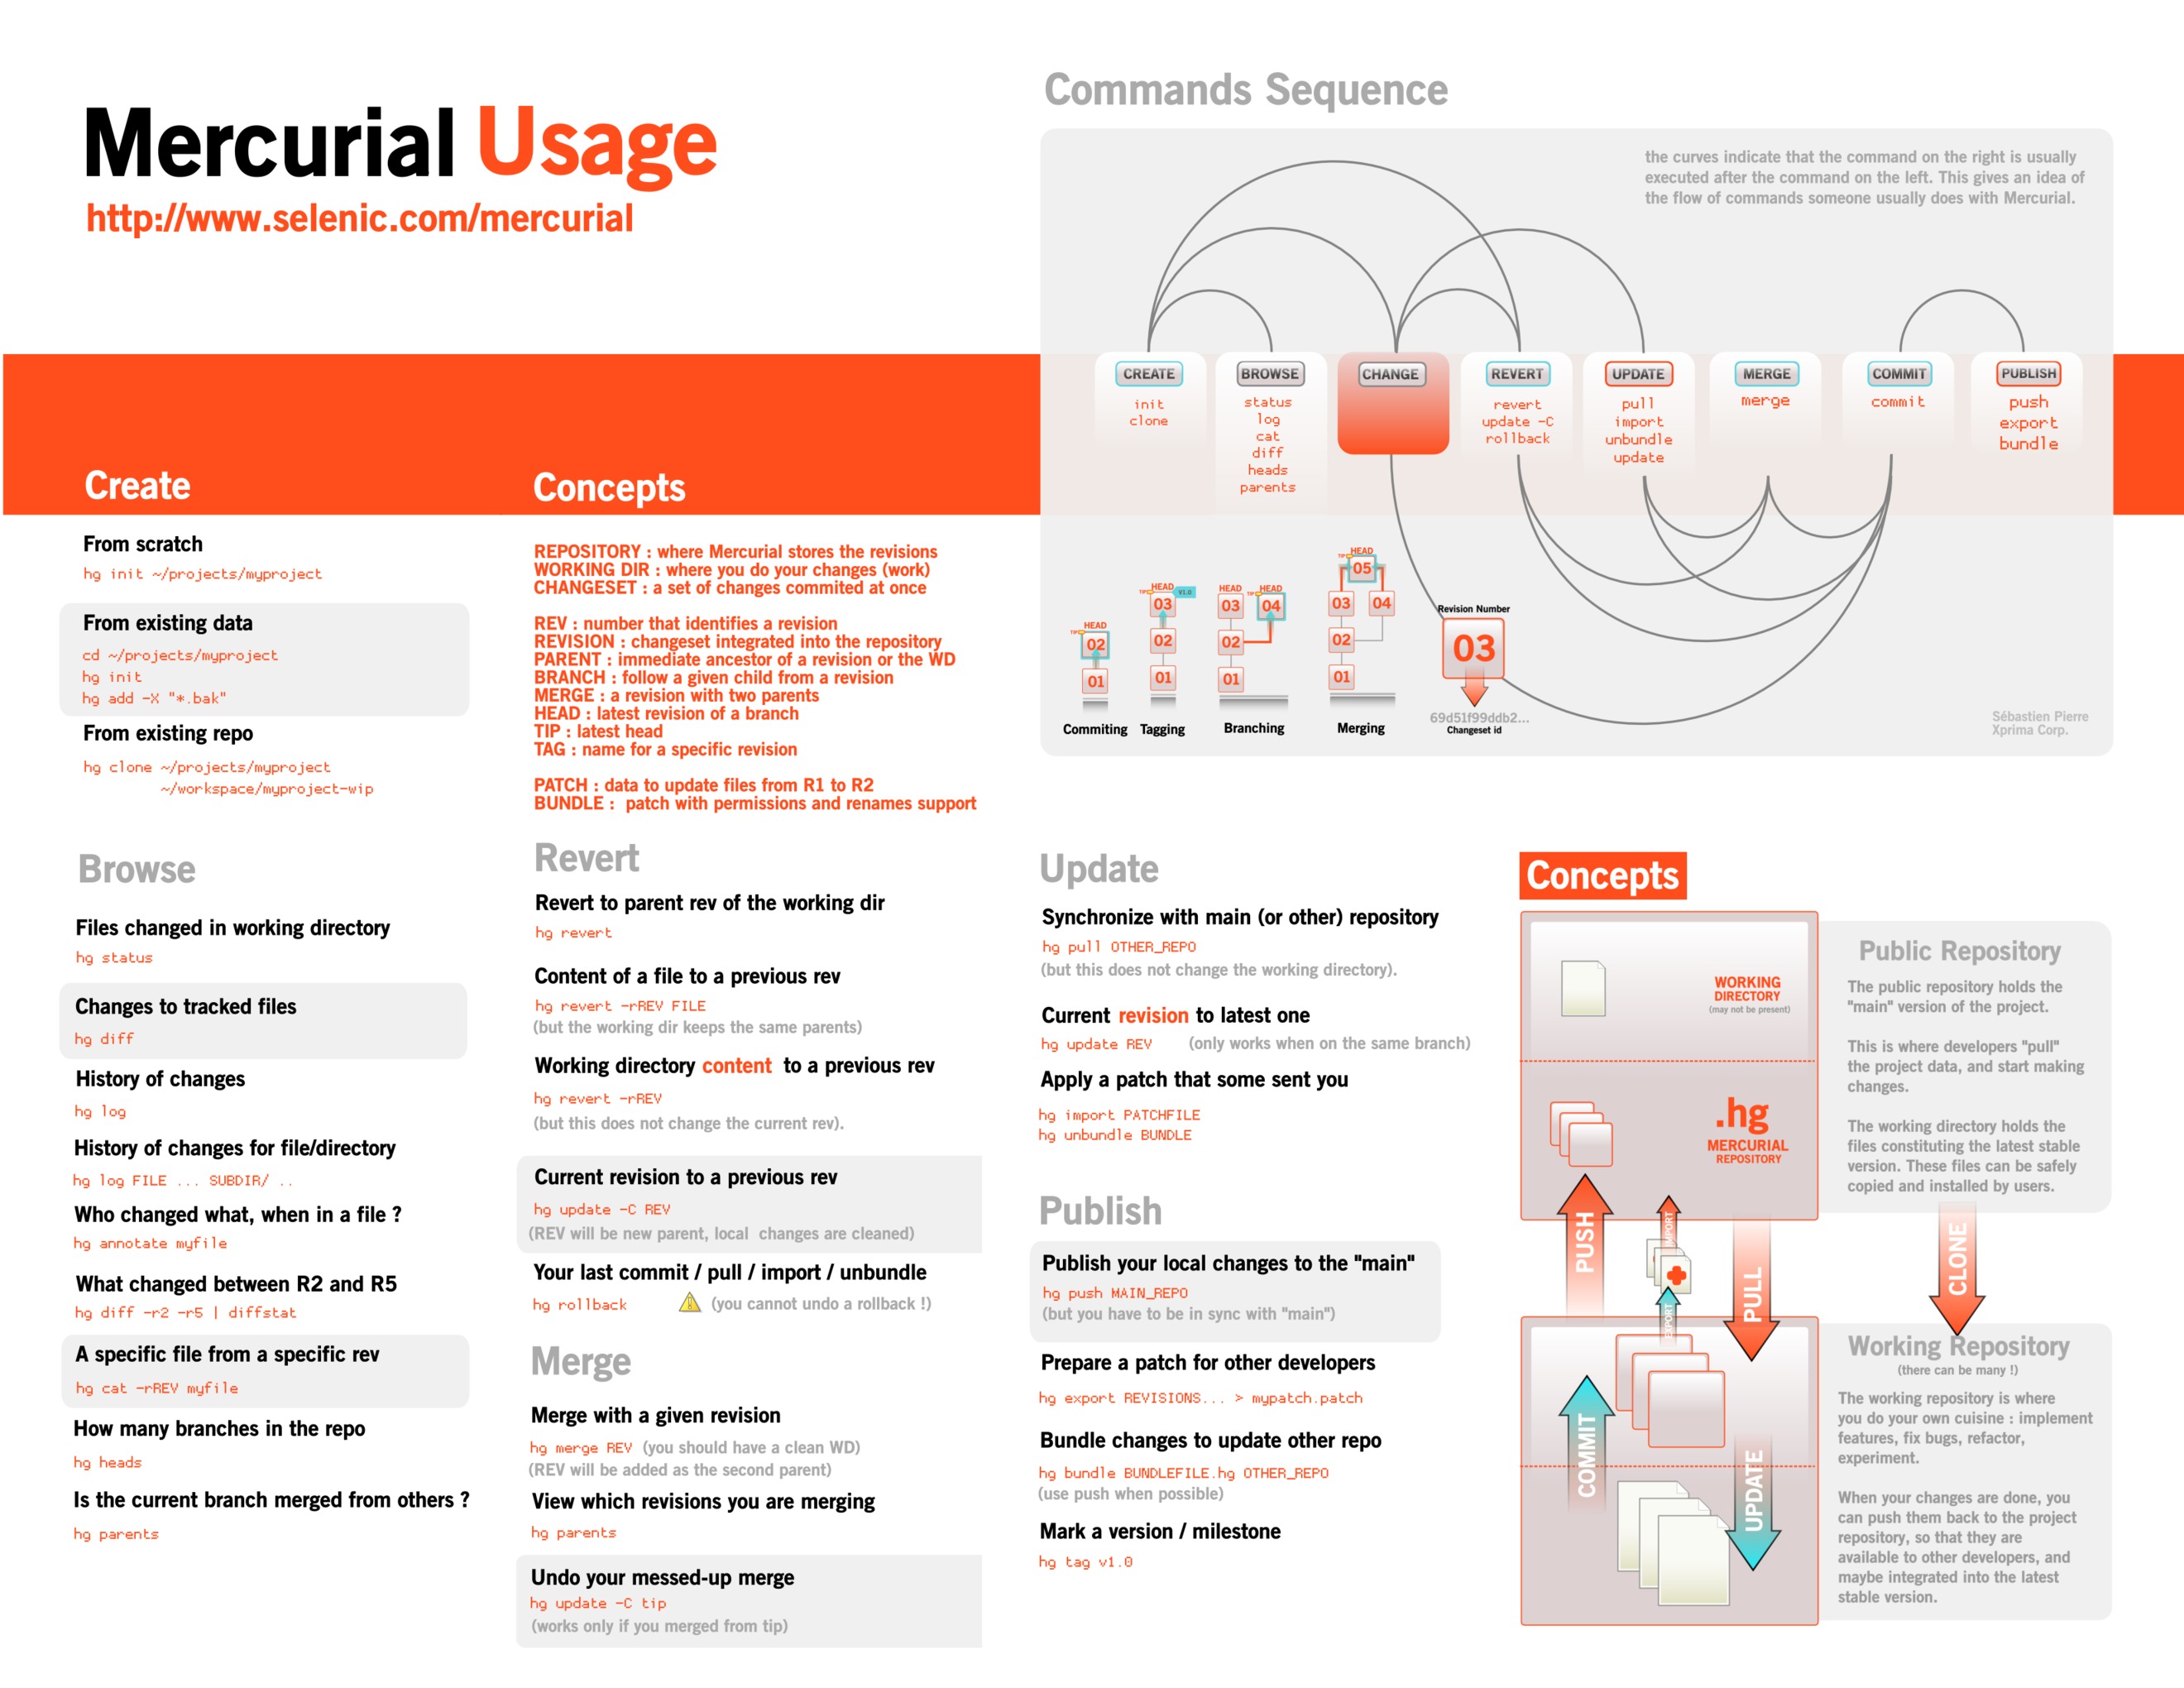 Mercurial Usage
http://www.selenic.com/mercurial
Commands Sequence
the curves indicate that the command on the right is usually
executed after the command on the left. This gives an idea of
the flow of commands someone usually does with Mercurial.
CREATE
init
clone
BROWSE
status
log
cat
diff
heads
parents
CHANGE
REVERT
revert
update -C
rollback
UPDATE
pull
import
unbundle
update
MERGE
merge
COMMIT
commit
PUBLISH
push
export
bundle
HEAD
TIP
02
01
Commiting
HEAD
TIP
V1.0
03
02
01
Tagging
HEAD
TIP
HEAD
03
04
02
01
Branching
HEAD
TIP
05
03
04
02
01
Merging
Revision Number
03
69d51f99ddb2...
Changeset id
Sébastien Pierre
Xprima Corp.
Create
From scratch
hg init ~/projects/myproject
From existing data
cd ~/projects/myproject
hg init
hg add -X "*.bak"
From existing repo
hg clone ~/projects/myproject
~/workspace/myproject-wip
Concepts
REPOSITORY : where Mercurial stores the revisions
WORKING DIR : where you do your changes (work)
CHANGESET : a set of changes commited at once
REV : number that identifies a revision
REVISION : changeset integrated into the repository
PARENT : immediate ancestor of a revision or the WD
BRANCH : follow a given child from a revision
MERGE : a revision with two parents
HEAD : latest revision of a branch
TIP : latest head
TAG : name for a specific revision
PATCH : data to update files from R1 to R2
BUNDLE : patch with permissions and renames support
Browse
Files changed in working directory
hg status
Changes to tracked files
hg diff
History of changes
hg log
History of changes for file/directory
hg log FILE ... SUBDIR/ ..
Who changed what, when in a file ?
hg annotate myfile
What changed between R2 and R5
hg diff -r2 -r5 | diffstat
A specific file from a specific rev
hg cat -rREV myfile
How many branches in the repo
hg heads
Is the current branch merged from others ?
hg parents
Revert
Revert to parent rev of the working dir
hg revert
Content of a file to a previous rev
hg revert -rREV FILE
(but the working dir keeps the same parents)
Working directory content to a previous rev
hg revert -rREV
(but this does not change the current rev).
Current revision to a previous rev
hg update -C REV
(REV will be new parent, local changes are cleaned)
Your last commit / pull / import / unbundle
hg rollback (you cannot undo a rollback !)
Merge
Merge with a given revision
hg merge REV (you should have a clean WD)
(REV will be added as the second parent)
View which revisions you are merging
hg parents
Undo your messed-up merge
hg update -C tip
(works only if you merged from tip)
Update
Synchronize with main (or other) repository
hg pull OTHER_REPO
(but this does not change the working directory).
Current revision to latest one
hg update REV (only works when on the same branch)
Apply a patch that some sent you
hg import PATCHFILE
hg unbundle BUNDLE
Publish
Publish your local changes to the "main"
hg push MAIN_REPO
(but you have to be in sync with "main")
Prepare a patch for other developers
hg export REVISIONS... > mypatch.patch
Bundle changes to update other repo
hg bundle BUNDLEFILE.hg OTHER_REPO
(use push when possible)
Mark a version / milestone
hg tag v1.0
Concepts
WORKING
DIRECTORY
(may not be present)
.hg
MERCURIAL
REPOSITORY
PUSH
IMPORT
EXPORT
PULL
CLONE
COMMIT
UPDATE
Public Repository
The public repository holds the
"main" version of the project.
This is where developers "pull"
the project data, and start making
changes.
The working directory holds the
files constituting the latest stable
version. These files can be safely
copied and installed by users.
Working Repository
(there can be many !)
The working repository is where
you do your own cuisine : implement
features, fix bugs, refactor,
experiment.
When your changes are done, you
can push them back to the project
repository, so that they are
available to other developers, and
maybe integrated into the latest
stable version.